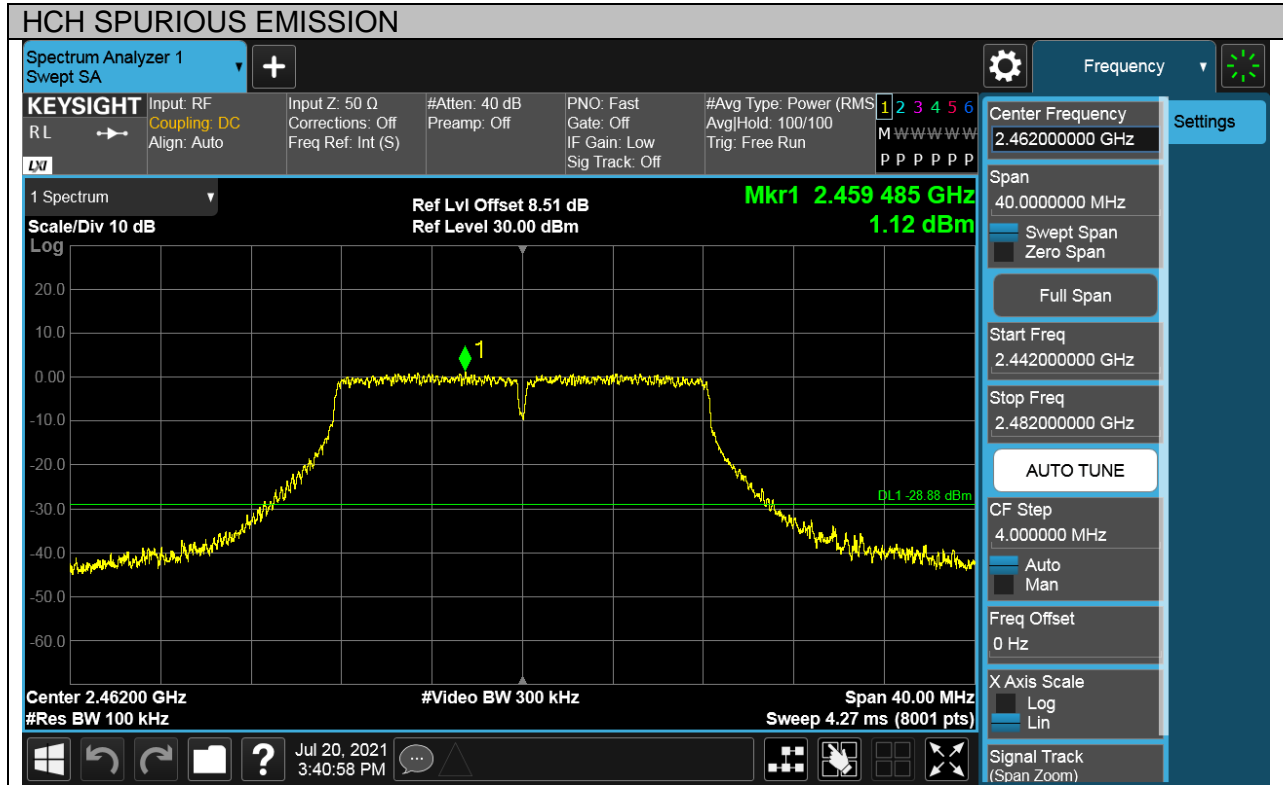 HCH SPURIOUS EMISSION
Spectrum Analyzer 1
Swept SA
Frequency
KEYSIGHT
RL
LXI
Input: RF
Coupling: DC
Align: Auto
Input Z: 50 Ω
Corrections: Off
Freq Ref: Int (S)
#Atten: 40 dB
Preamp: Off
PNO: Fast
Gate: Off
IF Gain: Low
Sig Track: Off
#Avg Type: Power (RMS
Avg|Hold: 100/100
Trig: Free Run
1 2 3 4 5 6
M W W W W W
P P P P P P
1 Spectrum
Scale/Div 10 dB
Ref Lvl Offset 8.51 dB
Ref Level 30.00 dBm
Mkr1 2.459 485 GHz
1.12 dBm
Log
20.0
10.0
0.00
-10.0
-20.0
-30.0
-40.0
-50.0
-60.0
1
DL1 -28.88 dBm
Center 2.46200 GHz
#Res BW 100 kHz
#Video BW 300 kHz
Span 40.00 MHz
Sweep 4.27 ms (8001 pts)
Center Frequency
2.462000000 GHz
Settings
Span
40.0000000 MHz
Swept Span
Zero Span
Full Span
Start Freq
2.442000000 GHz
Stop Freq
2.482000000 GHz
AUTO TUNE
CF Step
4.000000 MHz
Auto
Man
Freq Offset
0 Hz
X Axis Scale
Log
Lin
Signal Track
(Span Zoom)
?
Jul 20, 2021
3:40:58 PM